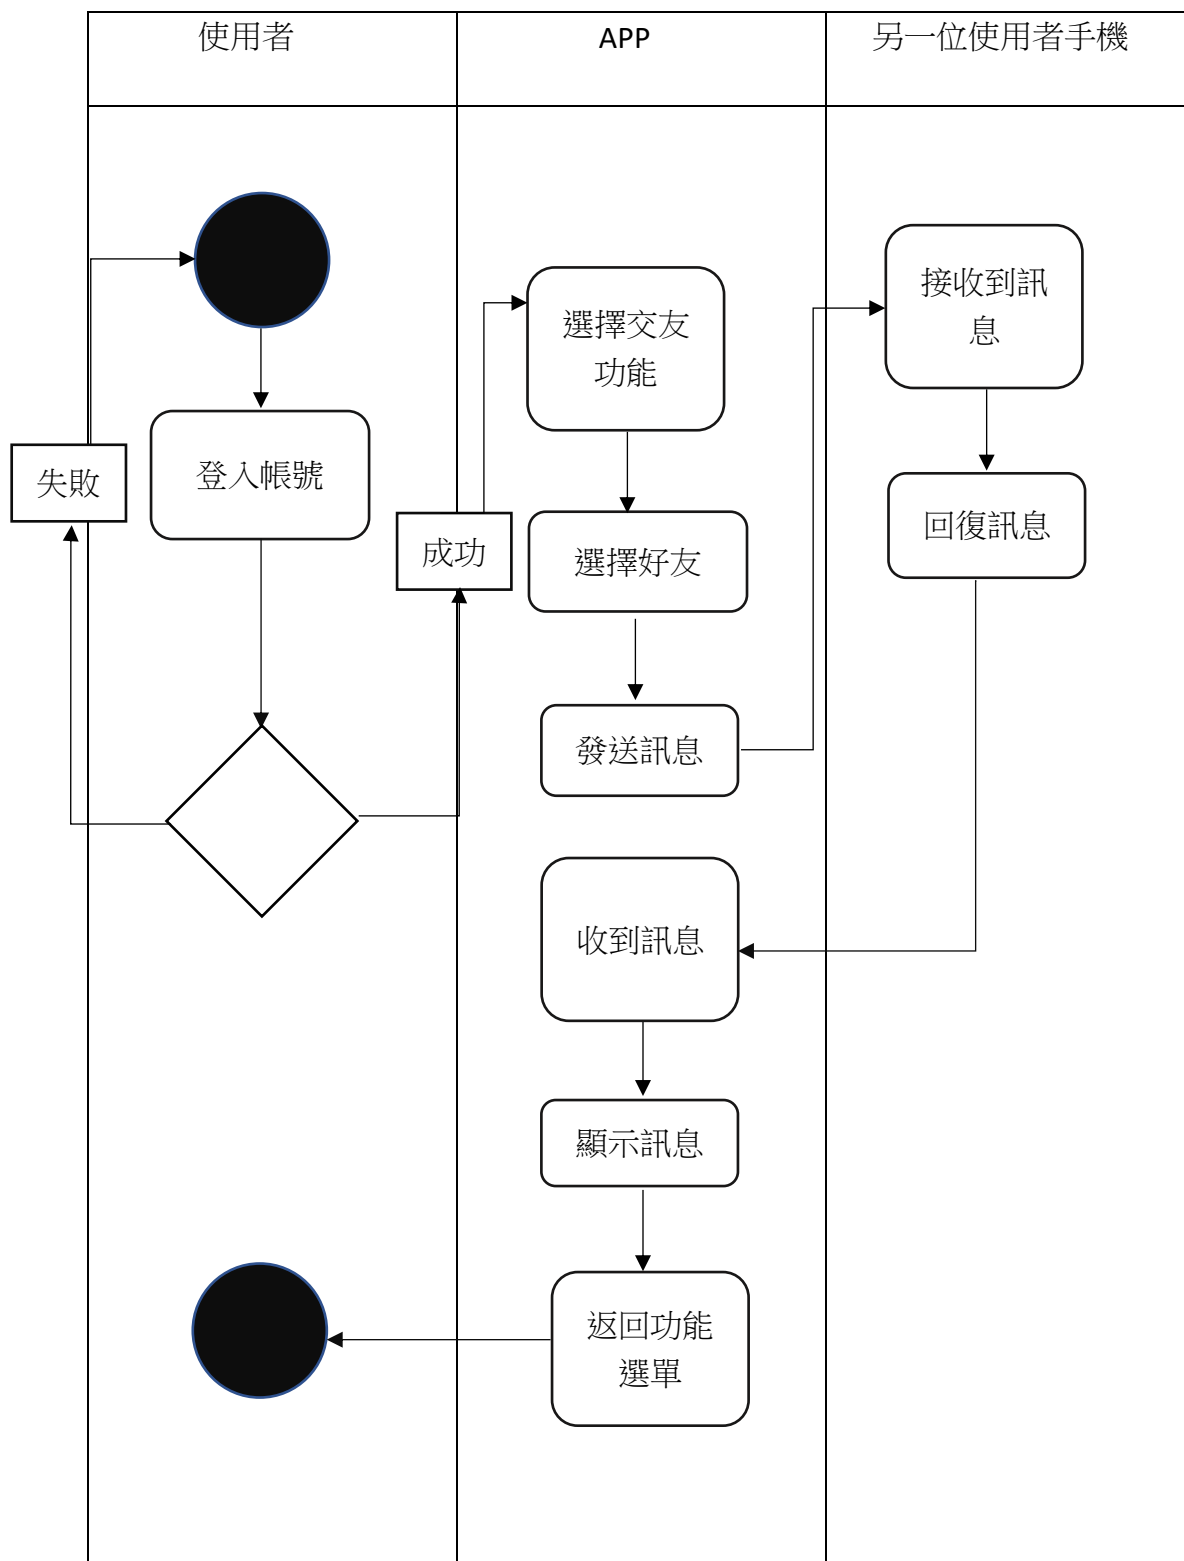 使用者
APP
另一位使用者手機
失敗
登入帳號
成功
選擇交友
功能
選擇好友
發送訊息
接收到訊
息
回復訊息
收到訊息
顯示訊息
返回功能
選單